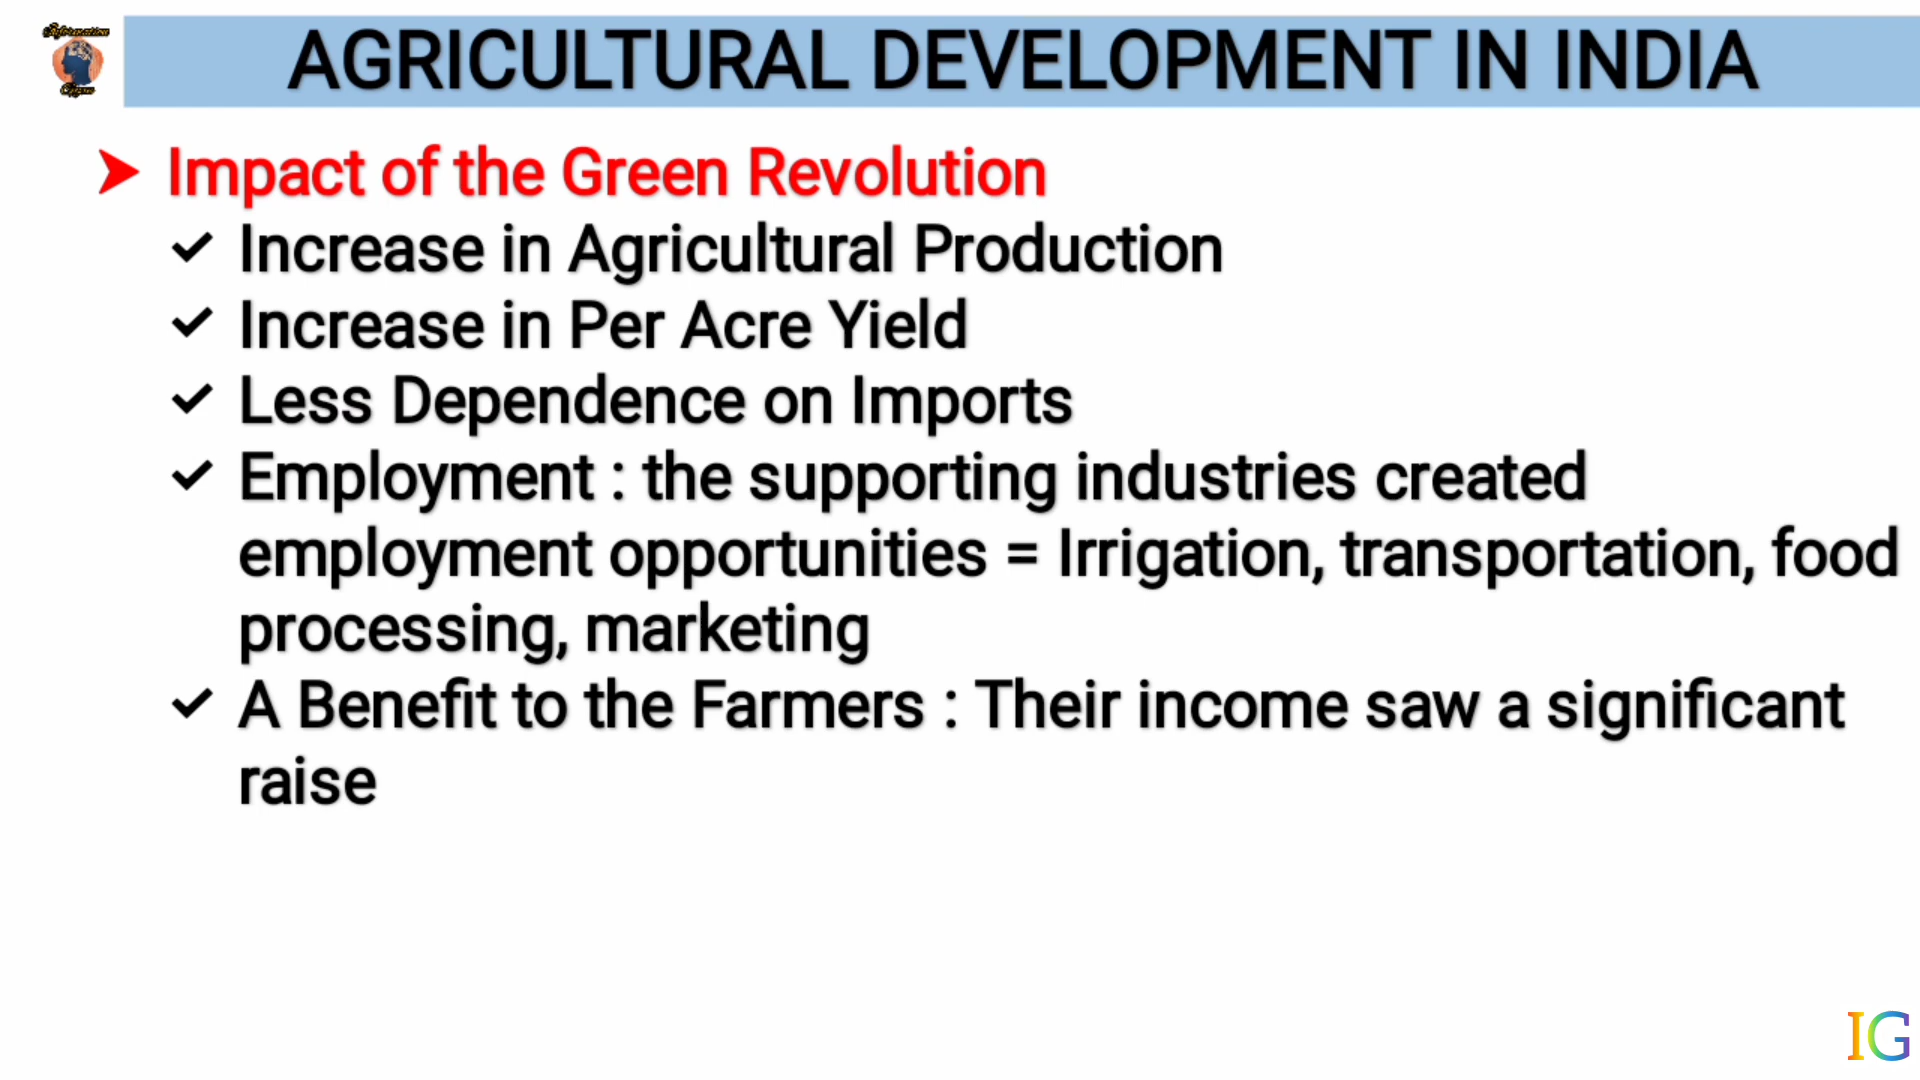 AGRICULTURAL DEVELOPMENT IN INDIA
Impact of the Green Revolution
Increase in Agricultural Production
Increase in Per Acre Yield
Less Dependence on Imports
Employment : the supporting industries created
employment opportunities = Irrigation, transportation, food
processing, marketing
A Benefit to the Farmers : Their income saw a significant
raise
IG